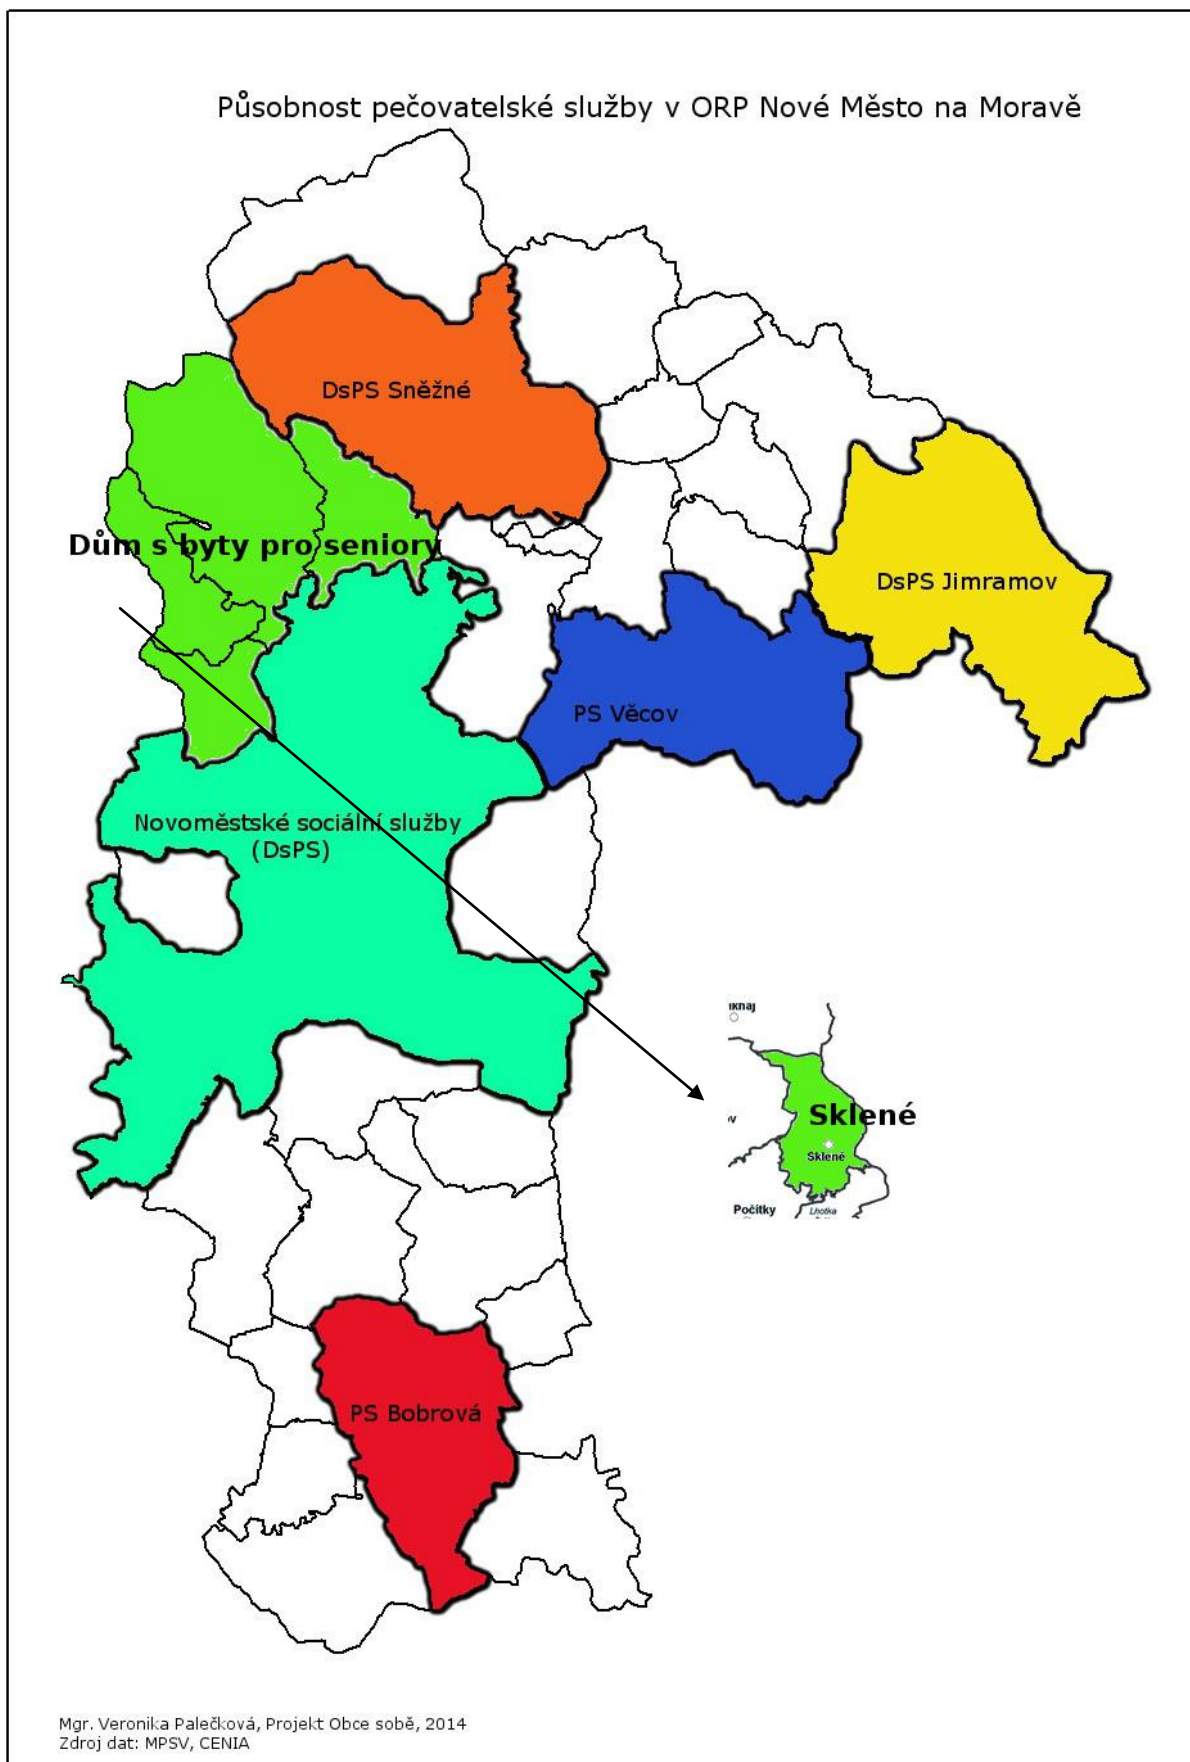 Působnost pečovatelské služby v ORP Nové Město na Moravě
DsPS Sněžné
Dům s byty pro seniory
DsPS Jimramov
PS Věcov
Novoměstské sociální služby
(DsPS)
Sklené
Sklené
Počítky
Lhotka
PS Bobrová
Mgr. Veronika Palečková, Projekt Obce sobě, 2014
Zdroj dat: MPSV, CENIA